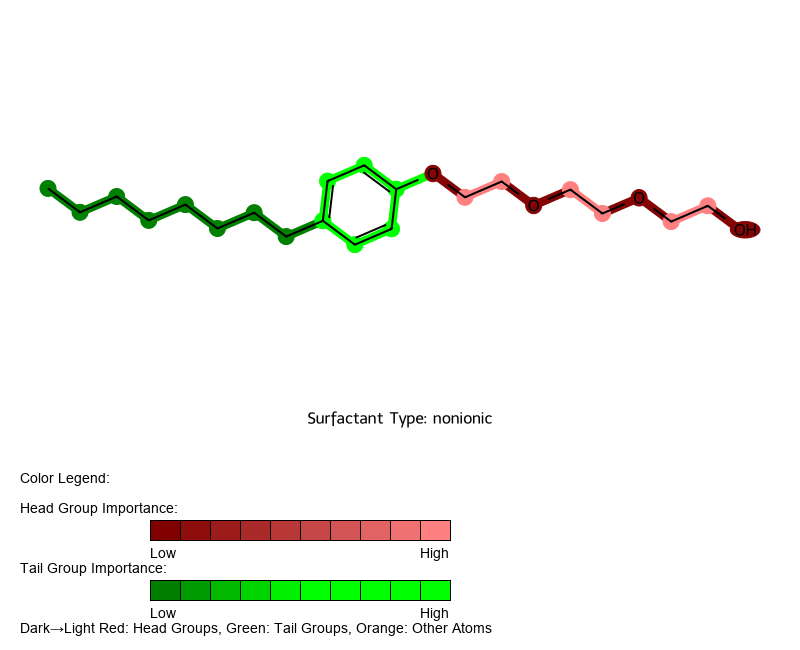 O O O O OH
Surfactant Type: nonionic
Color Legend:
Head Group Importance:
Low High
Tail Group Importance:
Low High
Dark→Light Red: Head Groups, Green: Tail Groups, Orange: Other Atoms